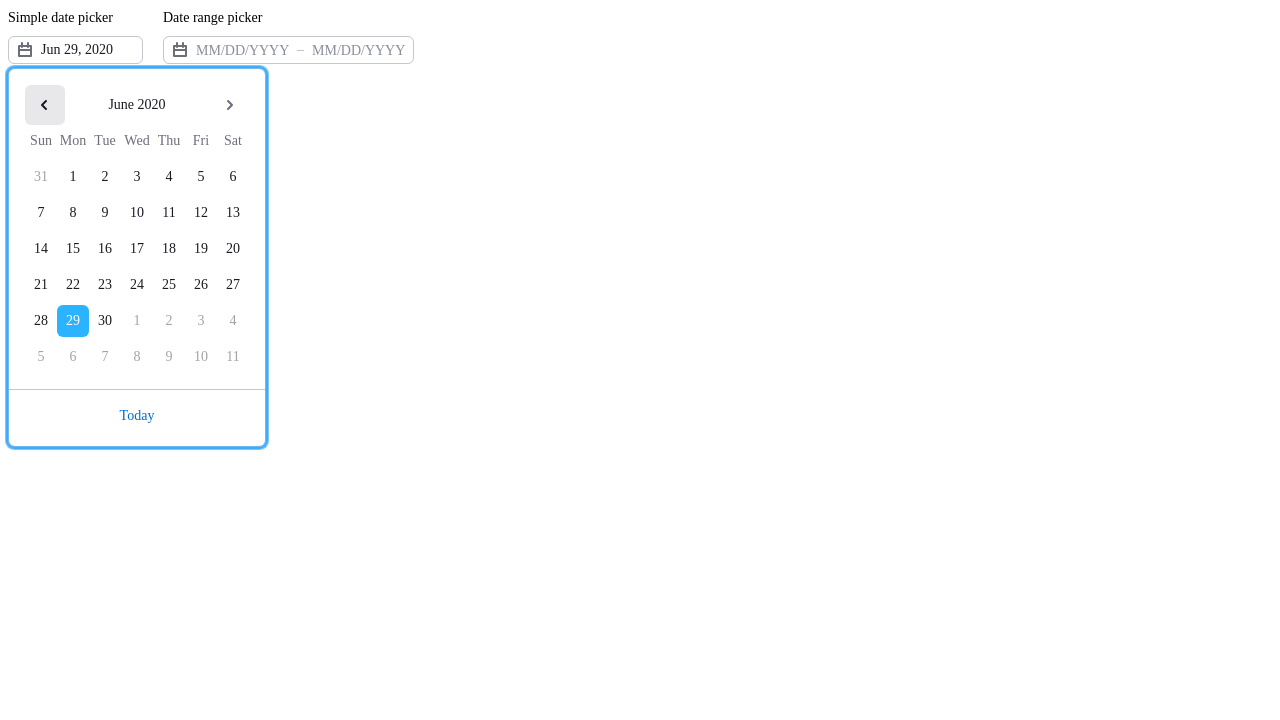 Simple date picker
Date range picker
Jun 29, 2020
MM/DD/YYYY – MM/DD/YYYY
June 2020
Sun Mon Tue Wed Thu Fri Sat
31 1 2 3 4 5 6
7 8 9 10 11 12 13
14 15 16 17 18 19 20
21 22 23 24 25 26 27
28 29 30 1 2 3 4
5 6 7 8 9 10 11
Today